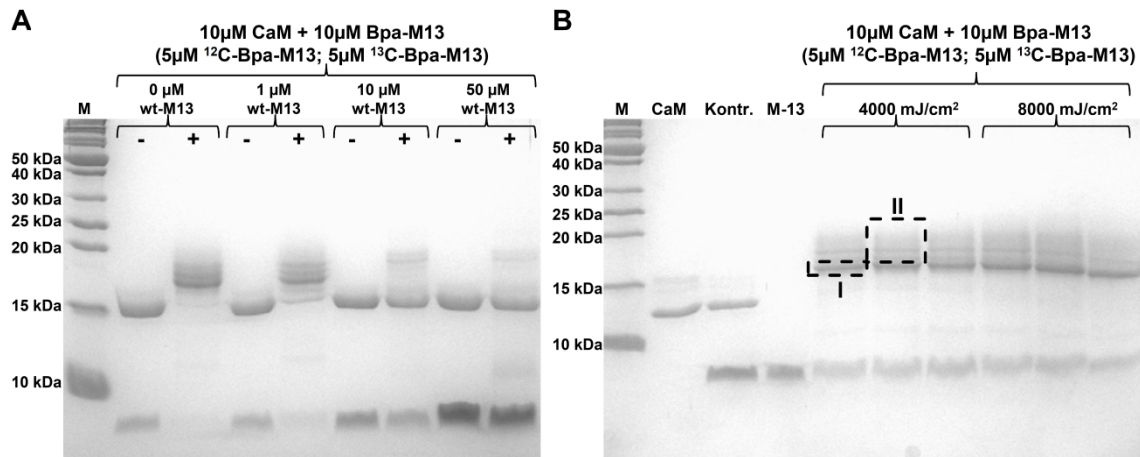 A
10µM CaM + 10µM Bpa-M13
(5µM ¹²C-Bpa-M13; 5µM ¹³C-Bpa-M13)
0 µM 1 µM 10 µM 50 µM
M wt-M13 wt-M13 wt-M13 wt-M13
- + - + - + - +
50 kDa
40 kDa
30 kDa
25 kDa
20 kDa
15 kDa
10 kDa
B
10µM CaM + 10µM Bpa-M13
(5µM ¹²C-Bpa-M13; 5µM ¹³C-Bpa-M13)
M CaM Kontr. M-13 4000 mJ/cm² 8000 mJ/cm²
50 kDa
40 kDa
30 kDa
25 kDa
II
20 kDa
15 kDa
I
10 kDa